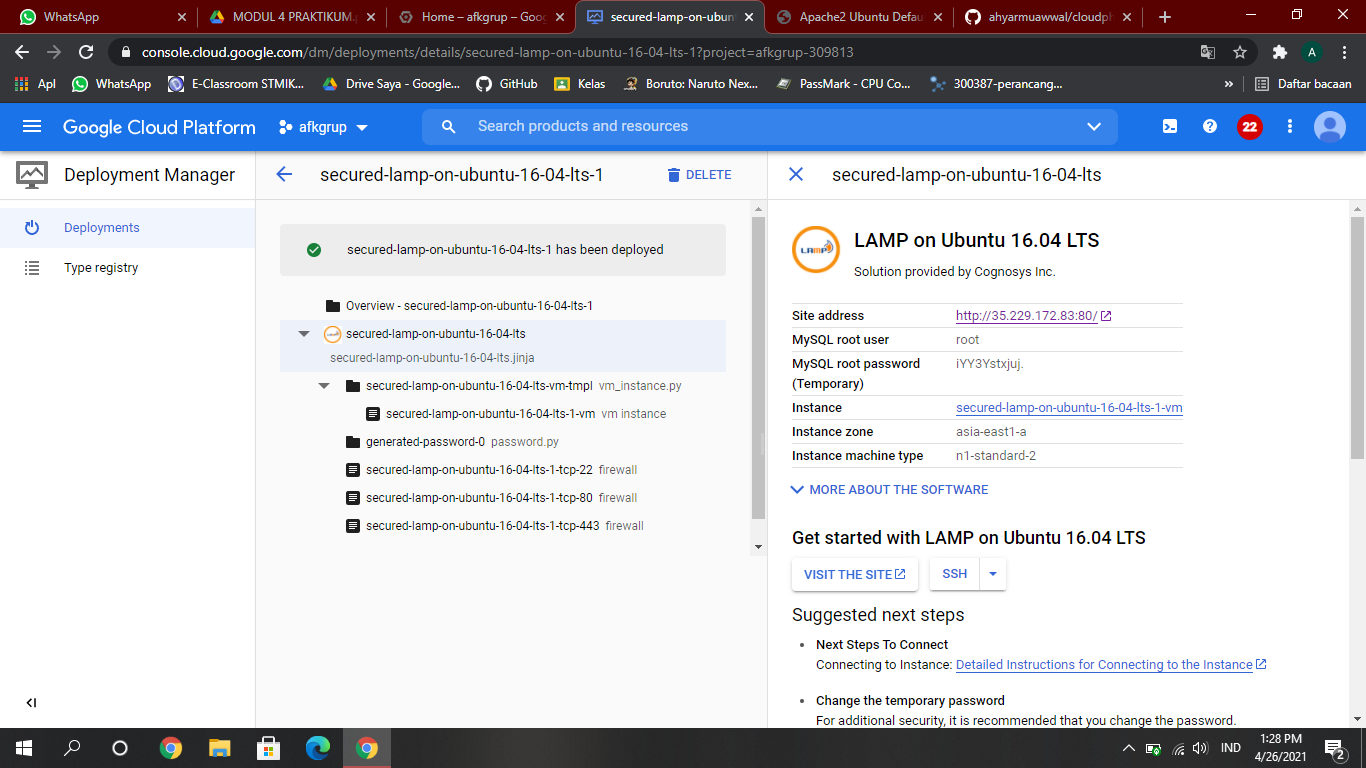 WhatsApp
MODUL 4 PRAKTIKUM.p
Home – afkgrup – Goog
secured-lamp-on-ubunt
Apache2 Ubuntu Defau
ahyarmuawwal/cloudph
console.cloud.google.com/dm/deployments/details/secured-lamp-on-ubuntu-16-04-lts-1?project=afkgrup-309813
A
Apl
WhatsApp
E-Classroom STMIK...
Drive Saya - Google...
GitHub
Kelas
Boruto: Naruto Nex...
PassMark - CPU Co...
300387-perancang...
»
Daftar bacaan
Google Cloud Platform
afkgrup
Search products and resources
22
Deployment Manager
secured-lamp-on-ubuntu-16-04-lts-1
DELETE
secured-lamp-on-ubuntu-16-04-lts
Deployments
Type registry
secured-lamp-on-ubuntu-16-04-lts-1 has been deployed
Overview - secured-lamp-on-ubuntu-16-04-lts-1
secured-lamp-on-ubuntu-16-04-lts
secured-lamp-on-ubuntu-16-04-lts.jinja
secured-lamp-on-ubuntu-16-04-lts-vm-tmpl vm_instance.py
secured-lamp-on-ubuntu-16-04-lts-1-vm vm instance
generated-password-0 password.py
secured-lamp-on-ubuntu-16-04-lts-1-tcp-22 firewall
secured-lamp-on-ubuntu-16-04-lts-1-tcp-80 firewall
secured-lamp-on-ubuntu-16-04-lts-1-tcp-443 firewall
LAMP
LAMP on Ubuntu 16.04 LTS
Solution provided by Cognosys Inc.
Site address http://35.229.172.83:80/
MySQL root user root
MySQL root password iYY3Ystxjuj.
(Temporary)
Instance secured-lamp-on-ubuntu-16-04-lts-1-vm
Instance zone asia-east1-a
Instance machine type n1-standard-2
MORE ABOUT THE SOFTWARE
Get started with LAMP on Ubuntu 16.04 LTS
VISIT THE SITE
SSH
Suggested next steps
• Next Steps To Connect
Connecting to Instance: Detailed Instructions for Connecting to the Instance
• Change the temporary password
For additional security, it is recommended that you change the password.
IND
1:28 PM
4/26/2021
2